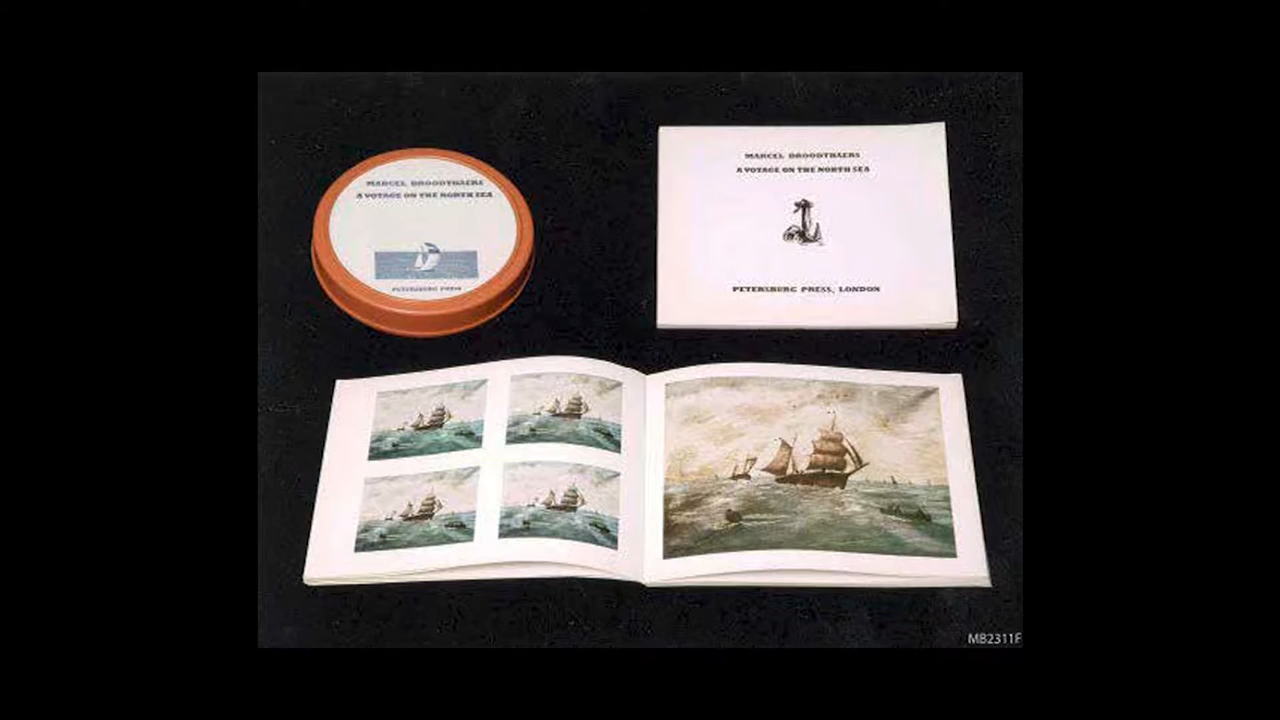 MARCEL BROODTHAERS
A VOYAGE ON THE NORTH SEA
PETERSBURG PRESS
MARCEL BROODTHAERS
A VOYAGE ON THE NORTH SEA
PETERSBURG PRESS, LONDON
MB2311F